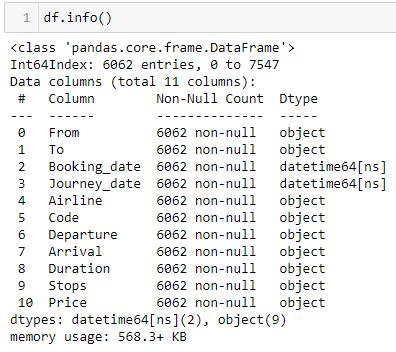 1 df.info()
<class 'pandas.core.frame.DataFrame'>
Int64Index: 6062 entries, 0 to 7547
Data columns (total 11 columns):
 #   Column        Non-Null Count  Dtype
---  ------        --------------  -----
 0   From          6062 non-null   object
 1   To            6062 non-null   object
 2   Booking_date  6062 non-null   datetime64[ns]
 3   Journey_date  6062 non-null   datetime64[ns]
 4   Airline       6062 non-null   object
 5   Code          6062 non-null   object
 6   Departure     6062 non-null   object
 7   Arrival       6062 non-null   object
 8   Duration      6062 non-null   object
 9   Stops         6062 non-null   object
 10  Price         6062 non-null   object
dtypes: datetime64[ns](2), object(9)
memory usage: 568.3+ KB